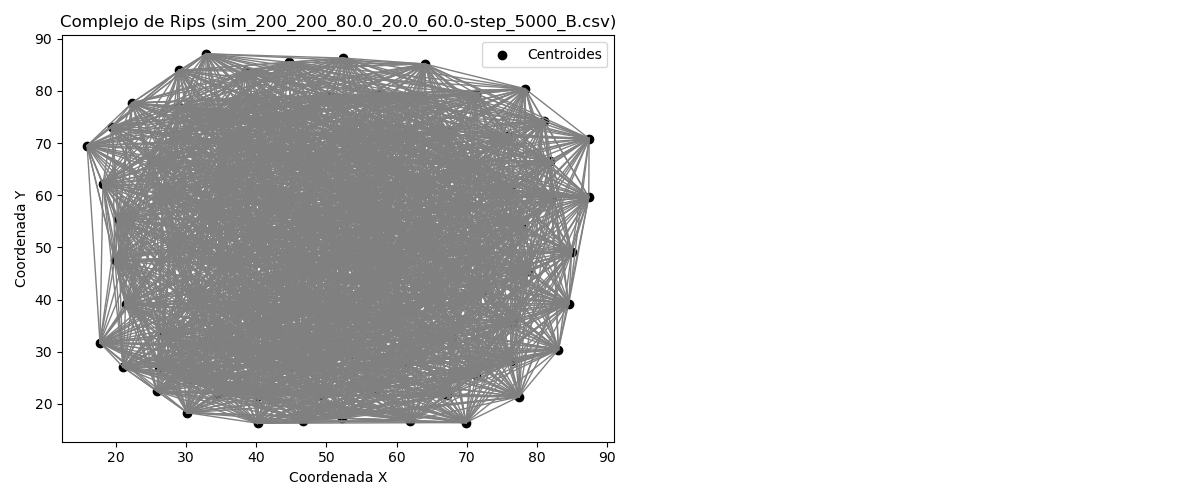 Complejo de Rips (sim_200_200_80.0_20.0_60.0-step_5000_B.csv)
Centroides
90
80
70
60
50
40
30
20
Coordenada Y
20 30 40 50 60 70 80 90
Coordenada X